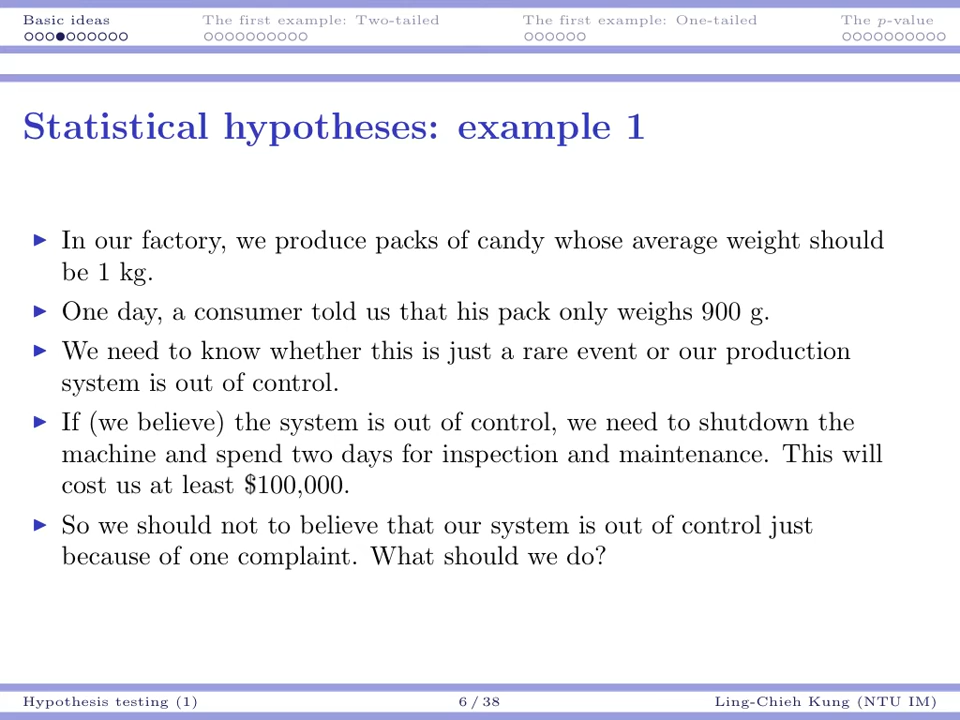 Basic ideas The first example: Two-tailed The first example: One-tailed The p-value
Statistical hypotheses: example 1
In our factory, we produce packs of candy whose average weight should
be 1 kg.
One day, a consumer told us that his pack only weighs 900 g.
We need to know whether this is just a rare event or our production
system is out of control.
If (we believe) the system is out of control, we need to shutdown the
machine and spend two days for inspection and maintenance. This will
cost us at least $100,000.
So we should not to believe that our system is out of control just
because of one complaint. What should we do?
Hypothesis testing (1) 6 / 38 Ling-Chieh Kung (NTU IM)